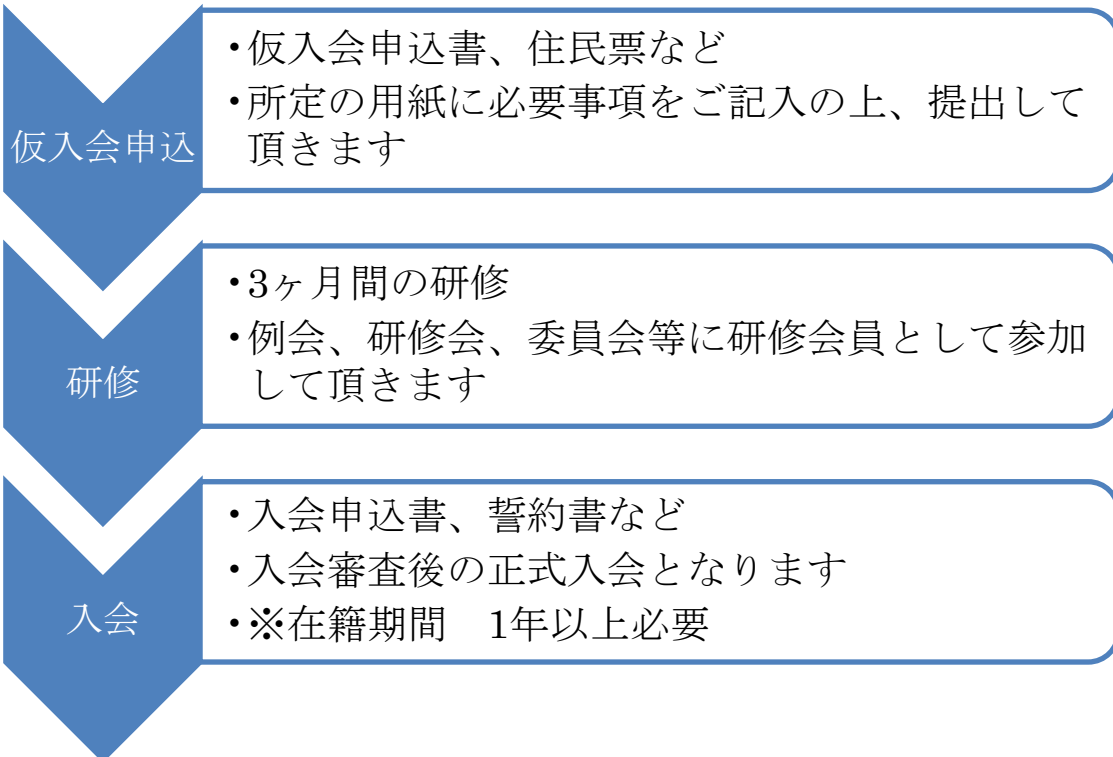 仮入会申込
・仮入会申込書、住民票など
・所定の用紙に必要事項をご記入の上、提出して
頂きます
研修
・3ヶ月間の研修
・例会、研修会、委員会等に研修会員として参加
して頂きます
入会
・入会申込書、誓約書など
・入会審査後の正式入会となります
・※在籍期間　1年以上必要